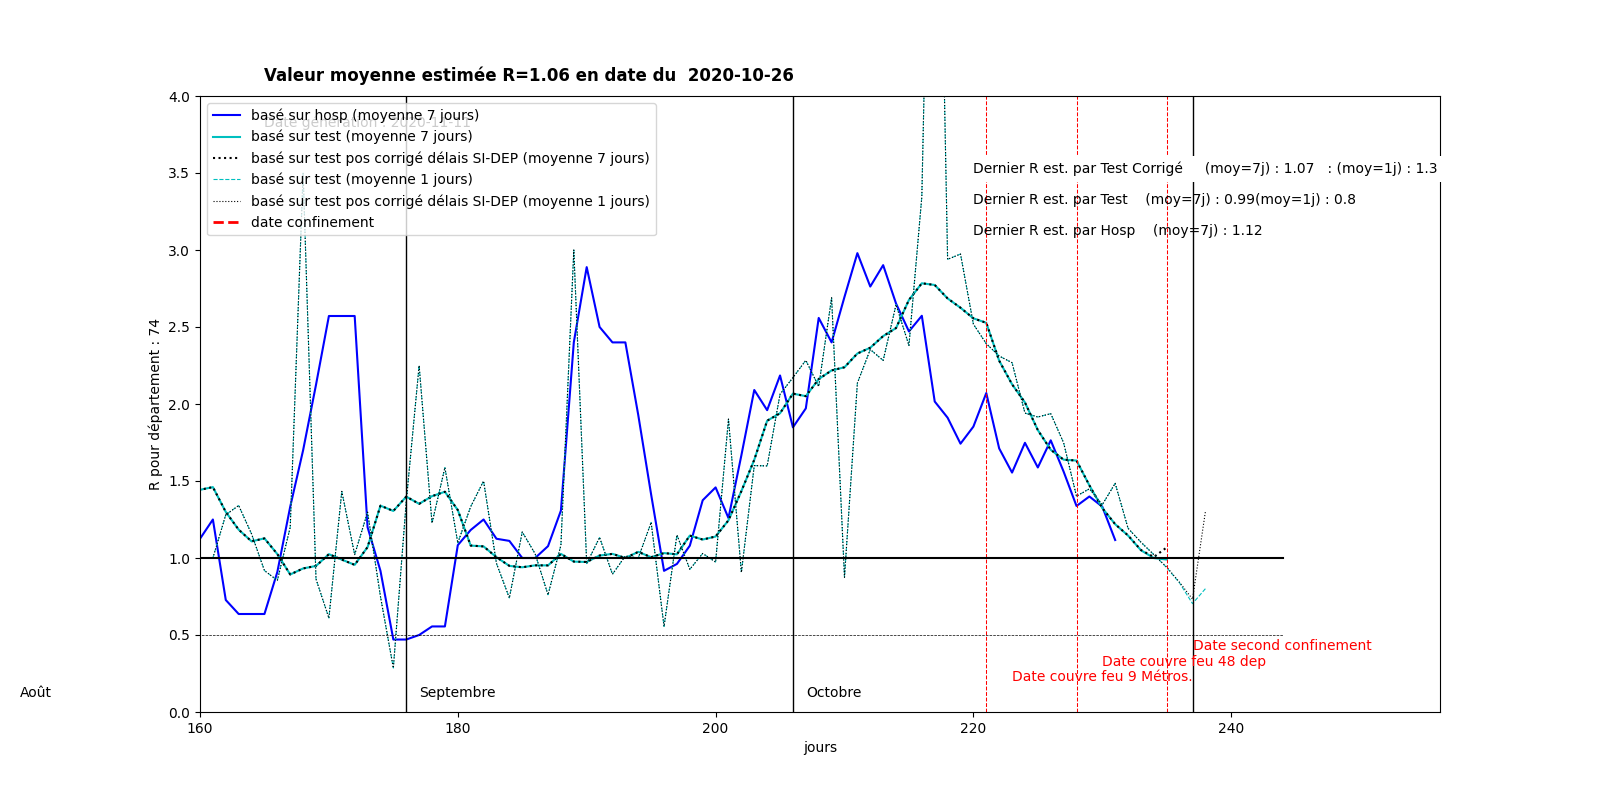 Valeur moyenne estimée R=1.06 en date du  2020-10-26
Date génération : 2020-11-11
basé sur hosp (moyenne 7 jours)
basé sur test (moyenne 7 jours)
basé sur test pos corrigé délais SI-DEP (moyenne 7 jours)
basé sur test (moyenne 1 jours)
basé sur test pos corrigé délais SI-DEP (moyenne 1 jours)
date confinement
Dernier R est. par Test Corrigé (moy=7j) : 1.07 : (moy=1j) : 1.3
Dernier R est. par Test (moy=7j) : 0.99(moy=1j) : 0.8
Dernier R est. par Hosp (moy=7j) : 1.12
R pour département : 74
4.0
3.5
3.0
2.5
2.0
1.5
1.0
0.5
0.0
Date second confinement
Date couvre feu 48 dep
Date couvre feu 9 Métros.
Août
Septembre
Octobre
160
180
200
220
240
jours